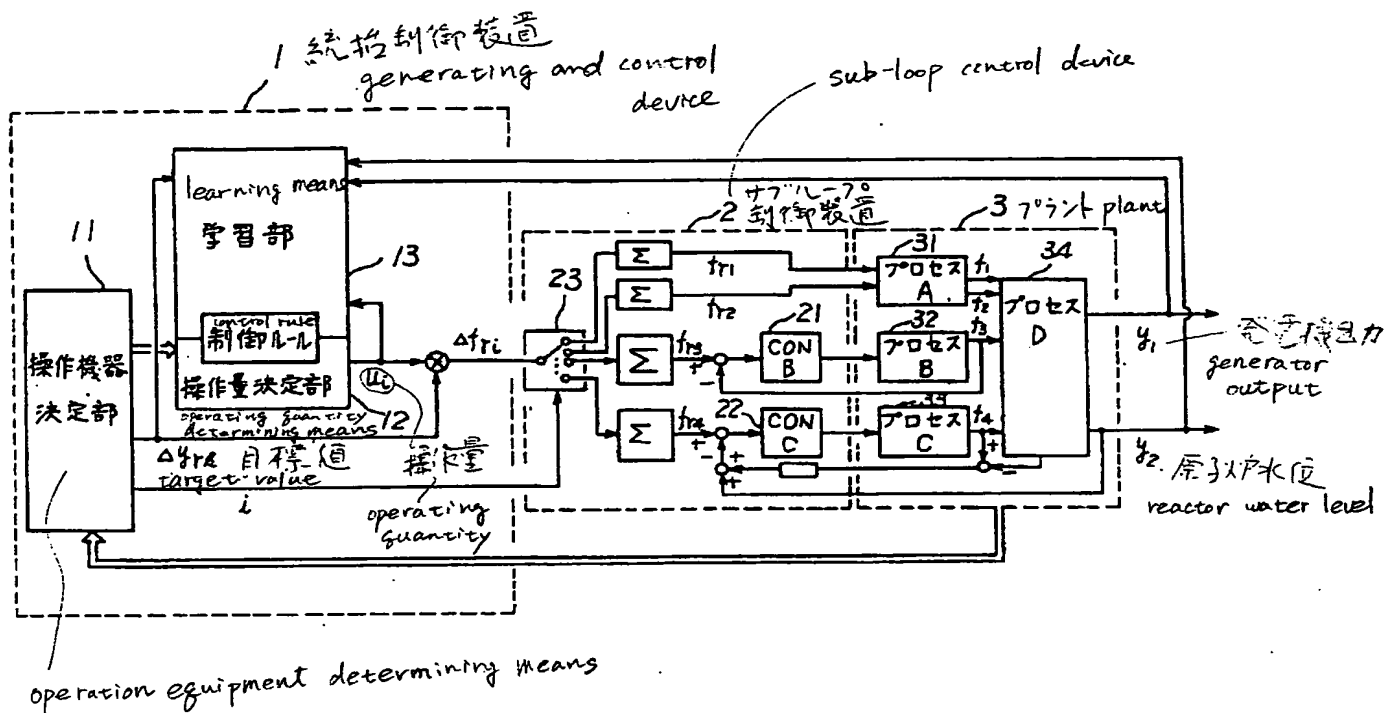 1 統括制御装置
generating and control
device
sub-loop control device
learning means
学習部
11
13
control rule
制御ルール
操作機器
決定部
操作量決定部
12
operating quantity
determining means
Δyra 目標値
target value
i
ui
操作量
operating
quantity
Δfri
23
2 サブループ
制御装置
Σ
fr1
Σ
fr2
Σ
fr3
+
-
21
CON
B
Σ
fr4
+
-
22
CON
C
+
+
3 プラント plant
31
プロセス
A
f1
f2
32
プロセス
B
f3
プロセス
C
f4
+
-
34
プロセス
D
y1
発電機出力
generator
output
y2
原子炉水位
reactor water level
operation equipment determining means